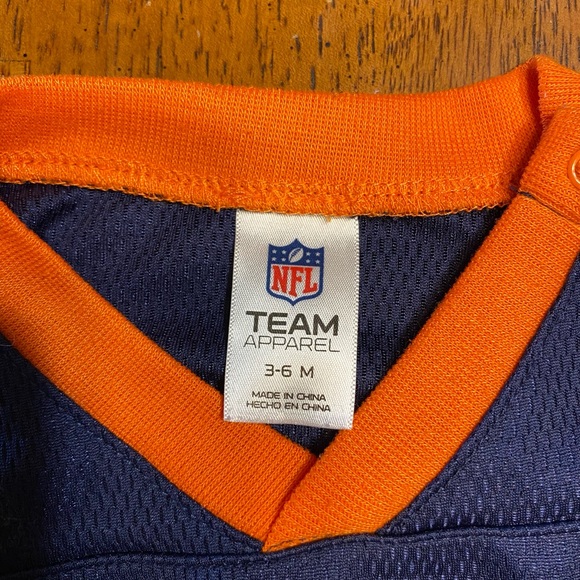 NFL
TEAM
APPAREL
3-6 M
MADE IN CHINA
HECHO EN CHINA